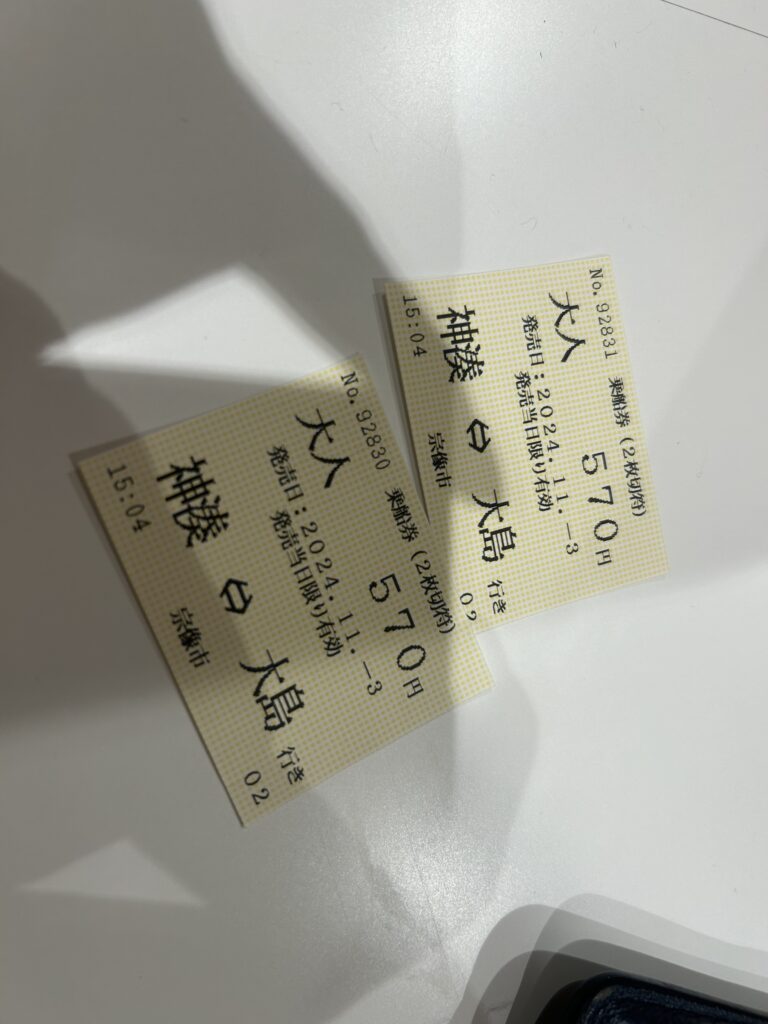 No. 92831 乗船券(2枚切符)
大人 570円
発売日:2024.11.-3
発売当日限り有効
神湊 ⇔ 大島 行き
15:04 宗像市 02
No. 92830 乗船券(2枚切符)
大人 570円
発売日:2024.11.-3
発売当日限り有効
神湊 ⇔ 大島 行き
15:04 宗像市 02